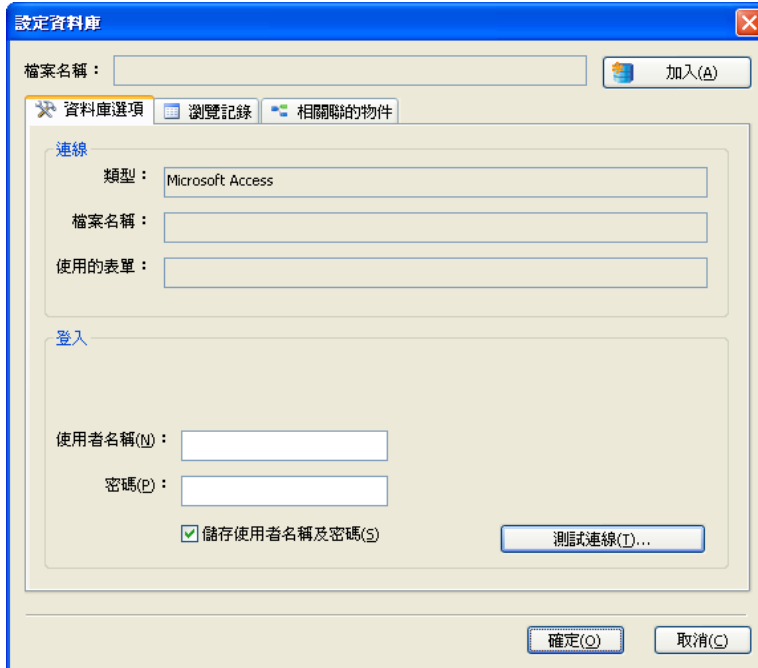 設定資料庫
檔案名稱：
加入(A)
資料庫選項 瀏覽記錄 相關聯的物件
連線
類型： Microsoft Access
檔案名稱：
使用的表單：
登入
使用者名稱(N)：
密碼(P)：
儲存使用者名稱及密碼(S)
測試連線(T)...
確定(O) 取消(C)